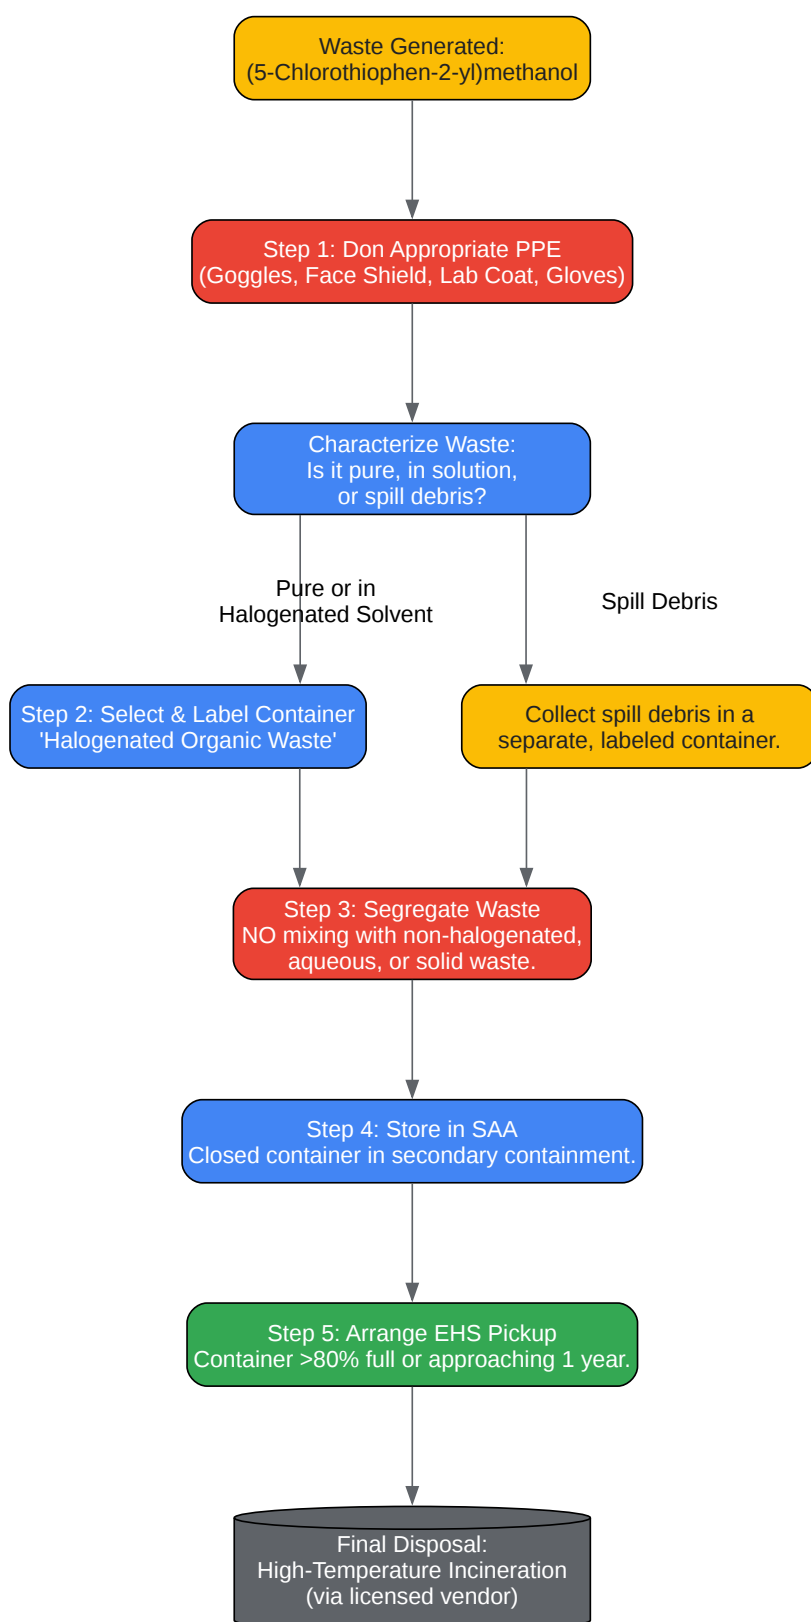 Waste Generated:
(5-Chlorothiophen-2-yl)methanol
Step 1: Don Appropriate PPE
(Goggles, Face Shield, Lab Coat, Gloves)
Characterize Waste:
Is it pure, in solution,
or spill debris?
Pure or in
Halogenated Solvent
Spill Debris
Step 2: Select & Label Container
'Halogenated Organic Waste'
Collect spill debris in a
separate, labeled container.
Step 3: Segregate Waste
NO mixing with non-halogenated,
aqueous, or solid waste.
Step 4: Store in SAA
Closed container in secondary containment.
Step 5: Arrange EHS Pickup
Container >80% full or approaching 1 year.
Final Disposal:
High-Temperature Incineration
(via licensed vendor)